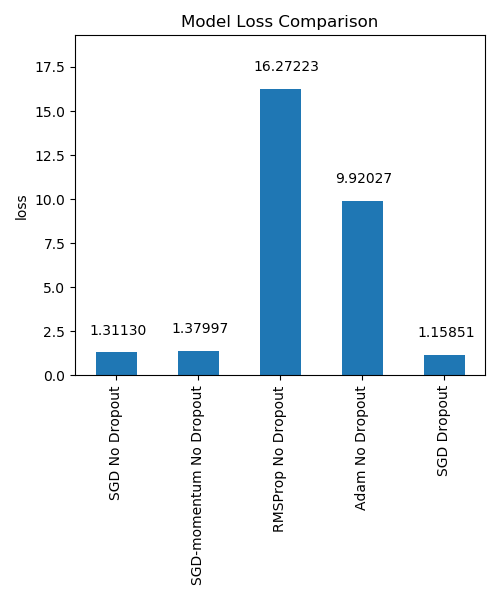 Model Loss Comparison
loss
17.5
15.0
12.5
10.0
7.5
5.0
2.5
0.0
1.31130
1.37997
16.27223
9.92027
1.15851
SGD No Dropout
SGD-momentum No Dropout
RMSProp No Dropout
Adam No Dropout
SGD Dropout